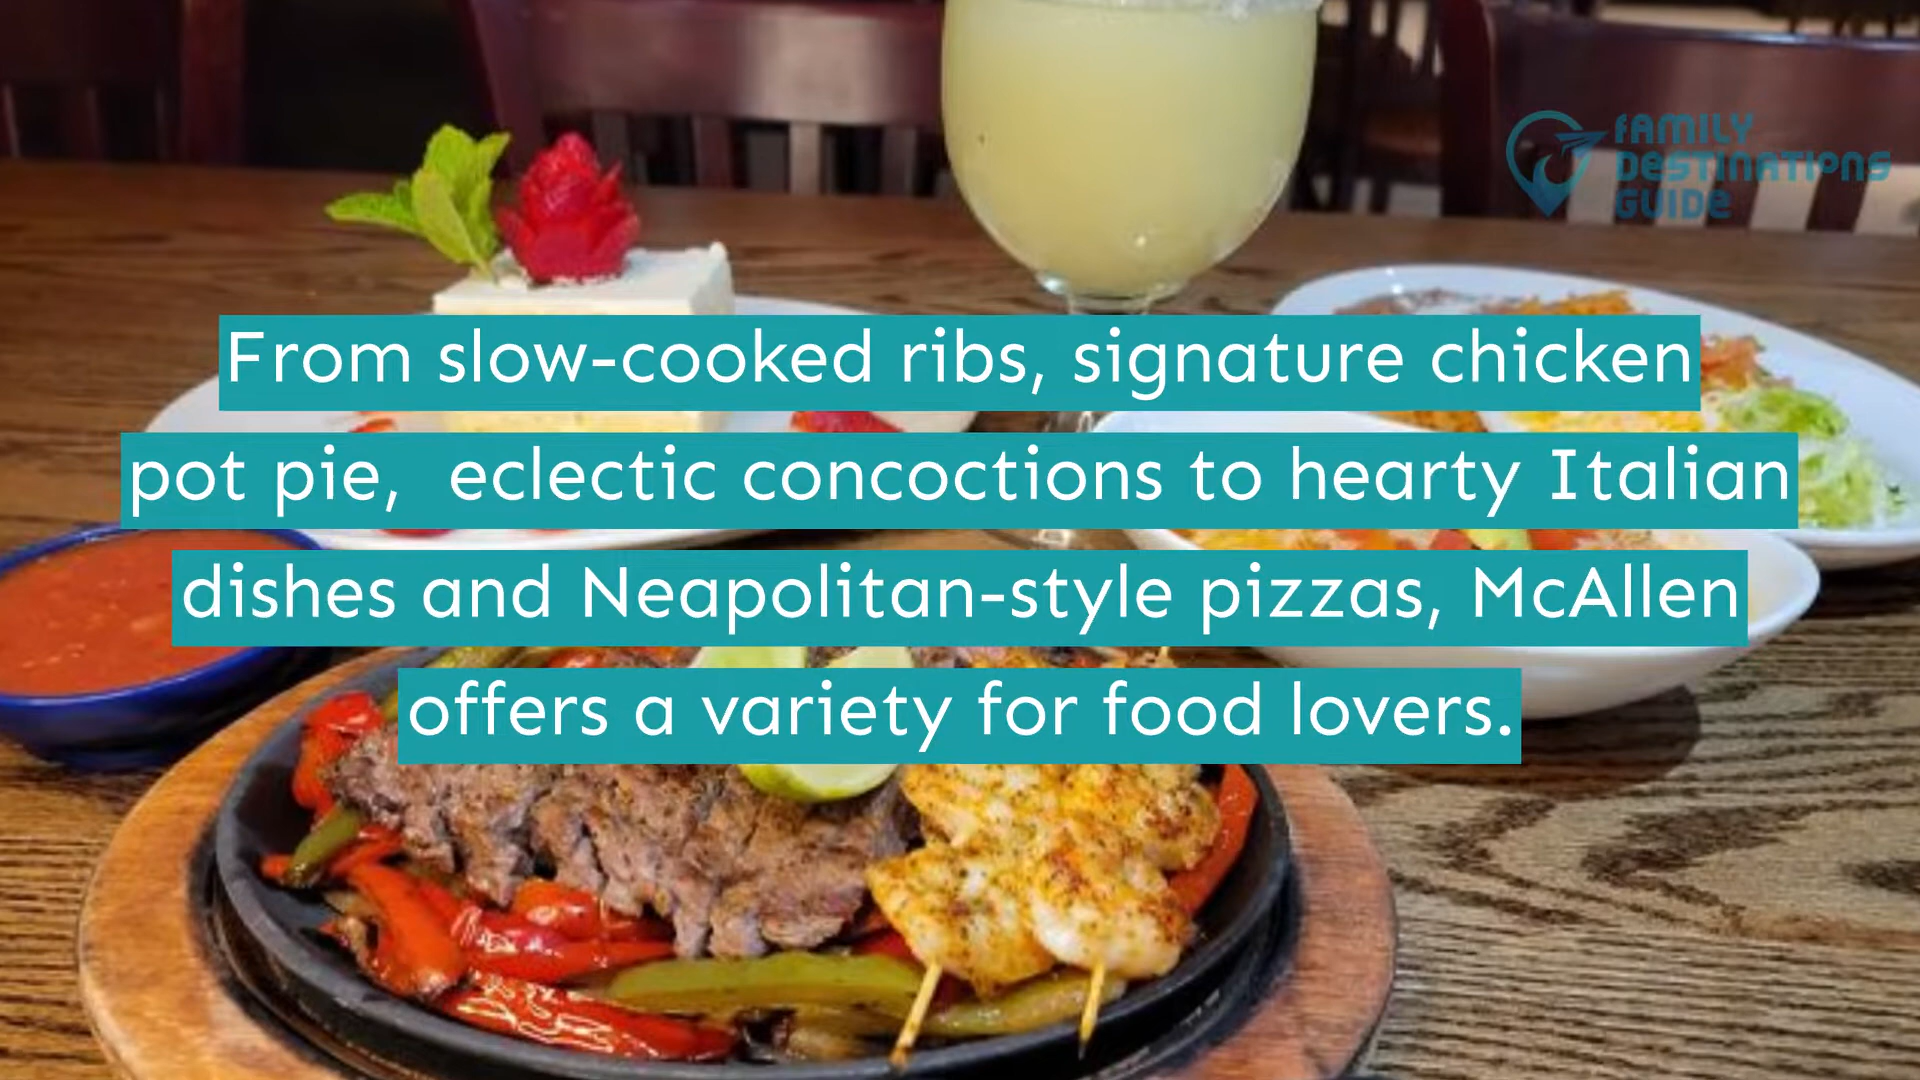 FAMILY
DESTINATIONS
GUIDE
From slow-cooked ribs, signature chicken
pot pie,  eclectic concoctions to hearty Italian
dishes and Neapolitan-style pizzas, McAllen
offers a variety for food lovers.